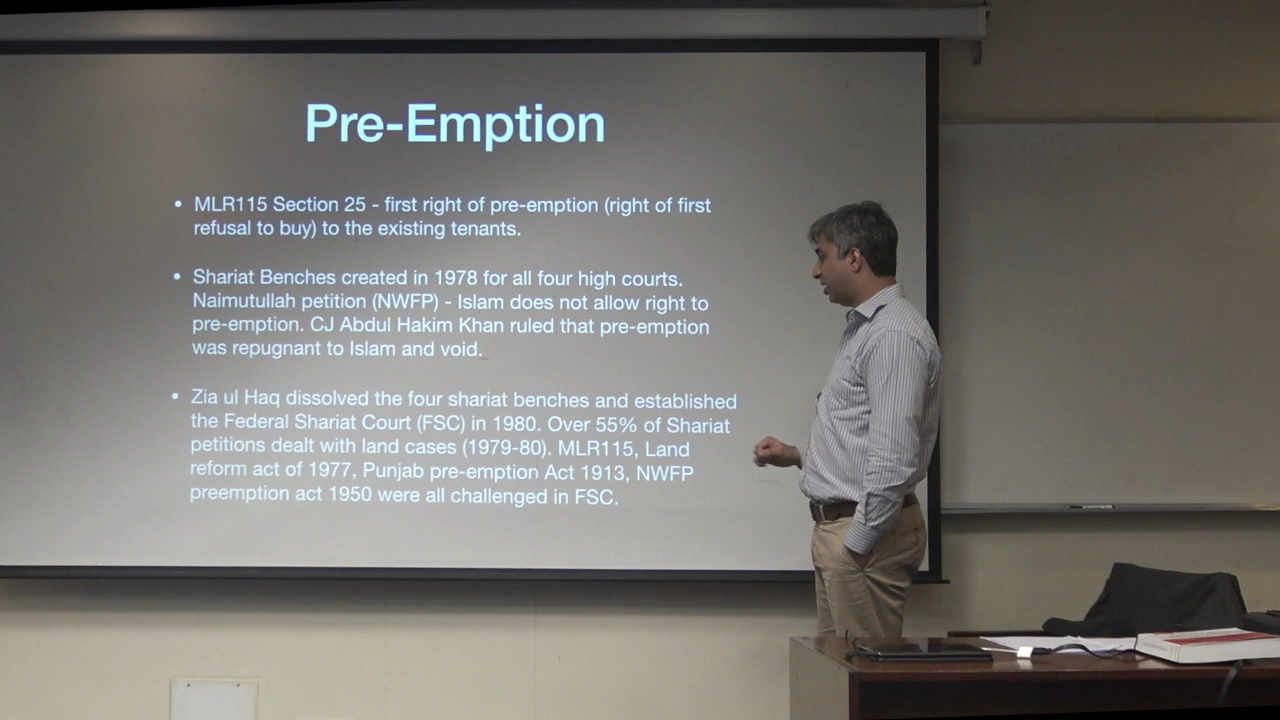 Pre-Emption
• MLR115 Section 25 - first right of pre-emption (right of first
refusal to buy) to the existing tenants.
• Shariat Benches created in 1978 for all four high courts.
Naimutullah petition (NWFP) - Islam does not allow right to
pre-emption. CJ Abdul Hakim Khan ruled that pre-emption
was repugnant to Islam and void.
• Zia ul Haq dissolved the four shariat benches and established
the Federal Shariat Court (FSC) in 1980. Over 55% of Shariat
petitions dealt with land cases (1979-80). MLR115, Land
reform act of 1977, Punjab pre-emption Act 1913, NWFP
preemption act 1950 were all challenged in FSC.